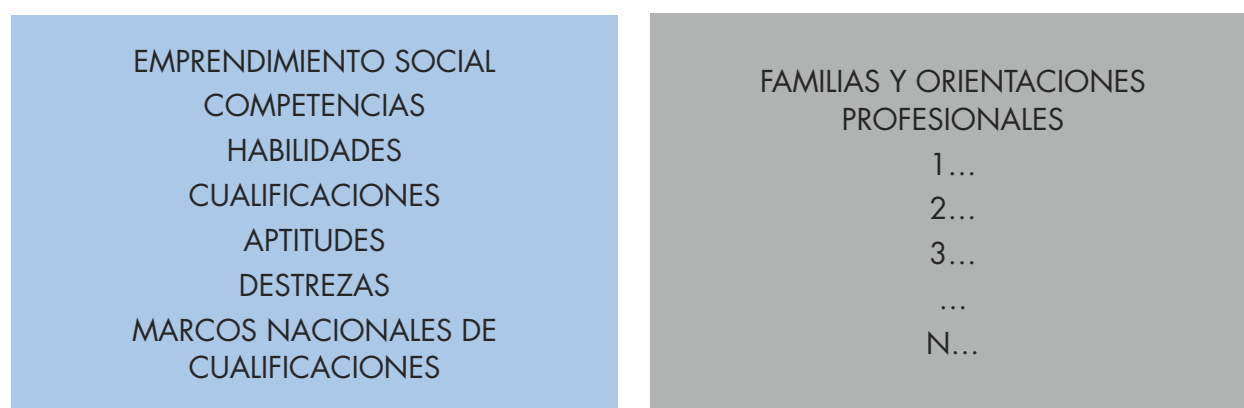 EMPRENDIMIENTO SOCIAL
COMPETENCIAS
HABILIDADES
CUALIFICACIONES
APTITUDES
DESTREZAS
MARCOS NACIONALES DE
CUALIFICACIONES
FAMILIAS Y ORIENTACIONES
PROFESIONALES
1...
2...
3...
...
N...